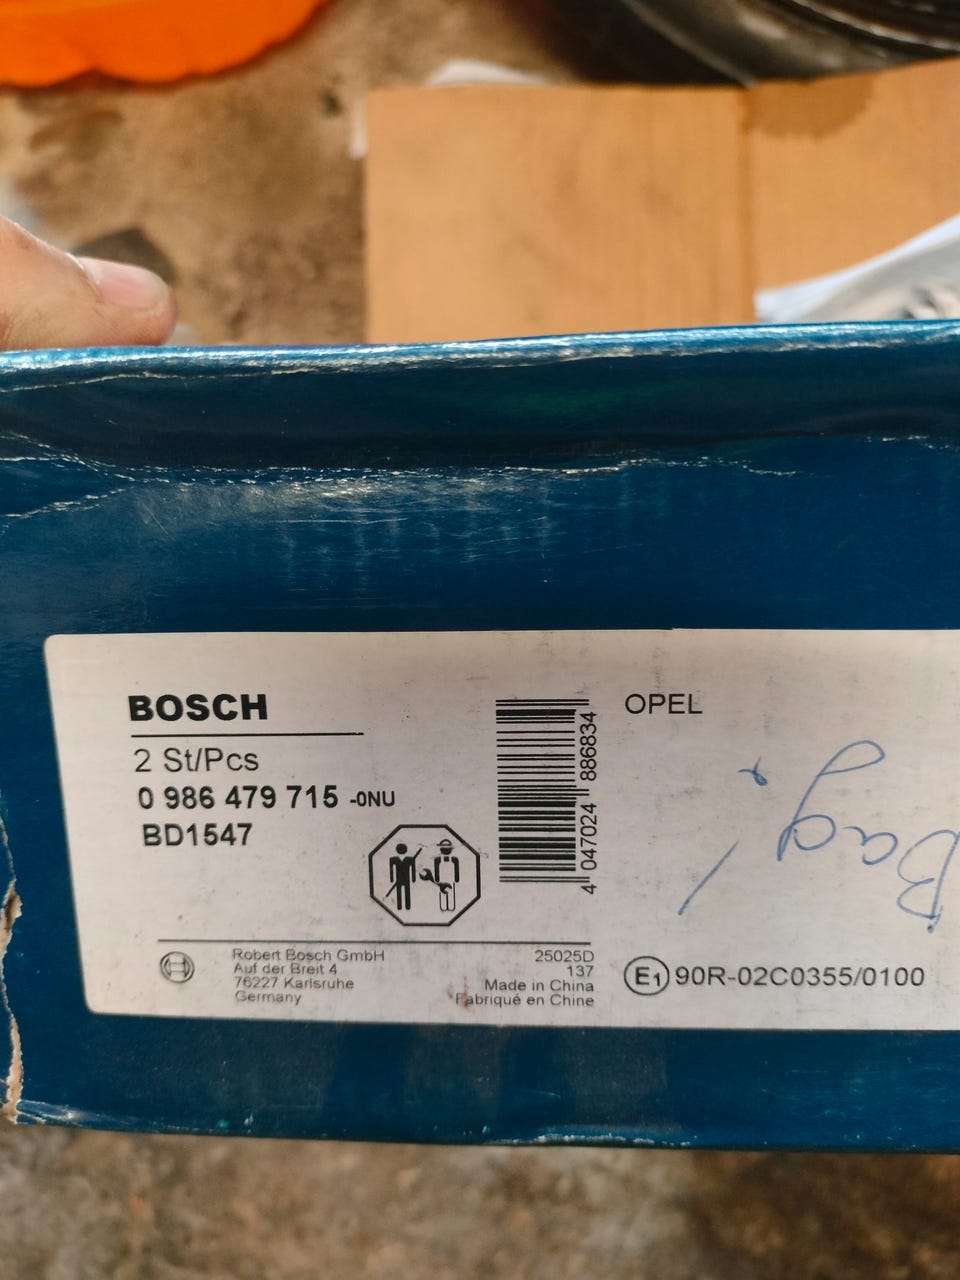 BOSCH
2 St/Pcs
0 986 479 715 -0NU
BD1547
4 047024 886834
OPEL
Robert Bosch GmbH
Auf der Breit 4
76227 Karlsruhe
Germany
25025D
137
Made in China
Fabriqué en Chine
E1 90R-02C0355/0100